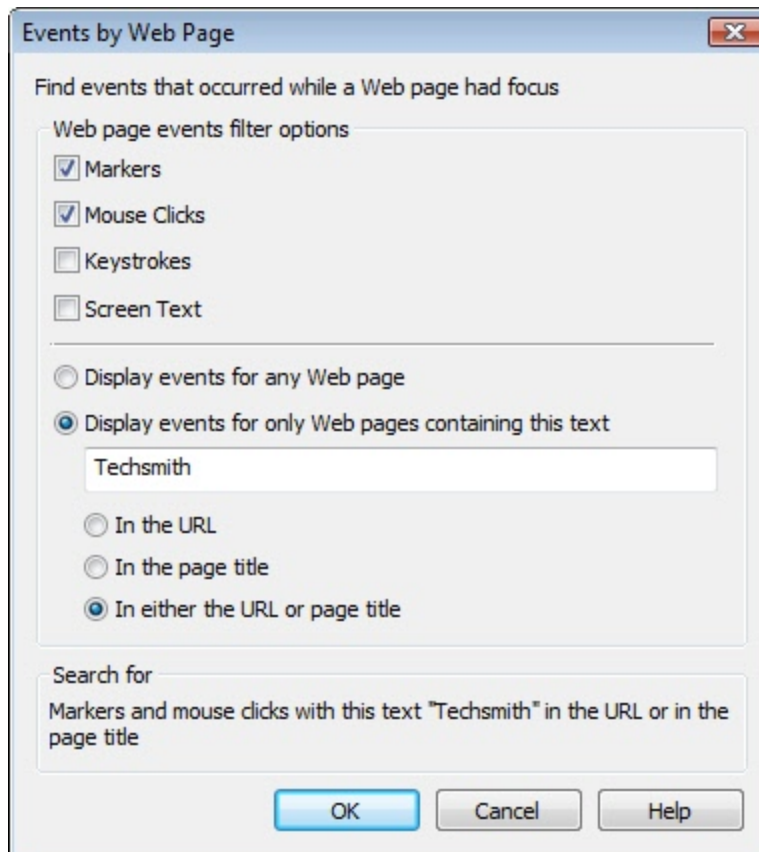 Events by Web Page
Find events that occurred while a Web page had focus
Web page events filter options
Markers
Mouse Clicks
Keystrokes
Screen Text
Display events for any Web page
Display events for only Web pages containing this text
Techsmith
In the URL
In the page title
In either the URL or page title
Search for
Markers and mouse clicks with this text "Techsmith" in the URL or in the
page title
OK Cancel Help